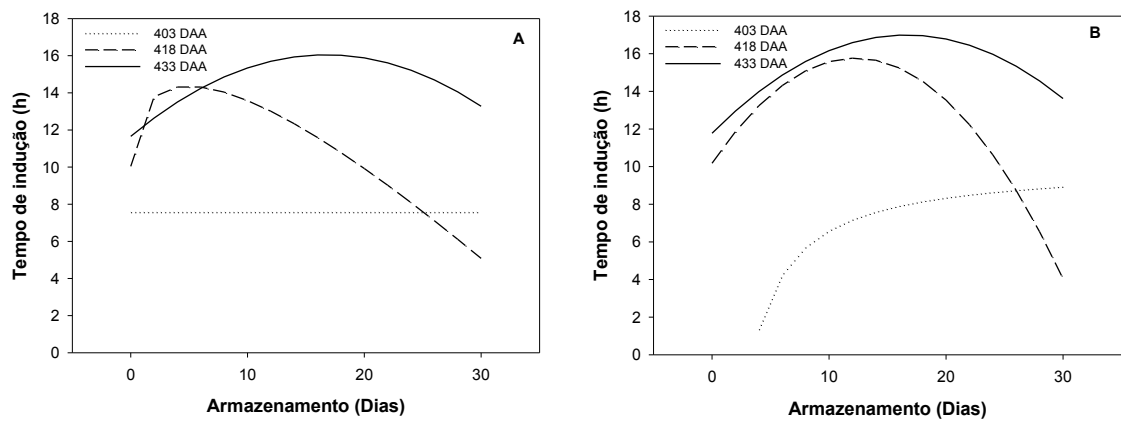 A
403 DAA
418 DAA
433 DAA
Tempo de indução (h)
18
16
14
12
10
8
6
4
2
0
0 10 20 30
Armazenamento (Dias)
B
403 DAA
418 DAA
433 DAA
Tempo de indução (h)
18
16
14
12
10
8
6
4
2
0
0 10 20 30
Armazenamento (Dias)